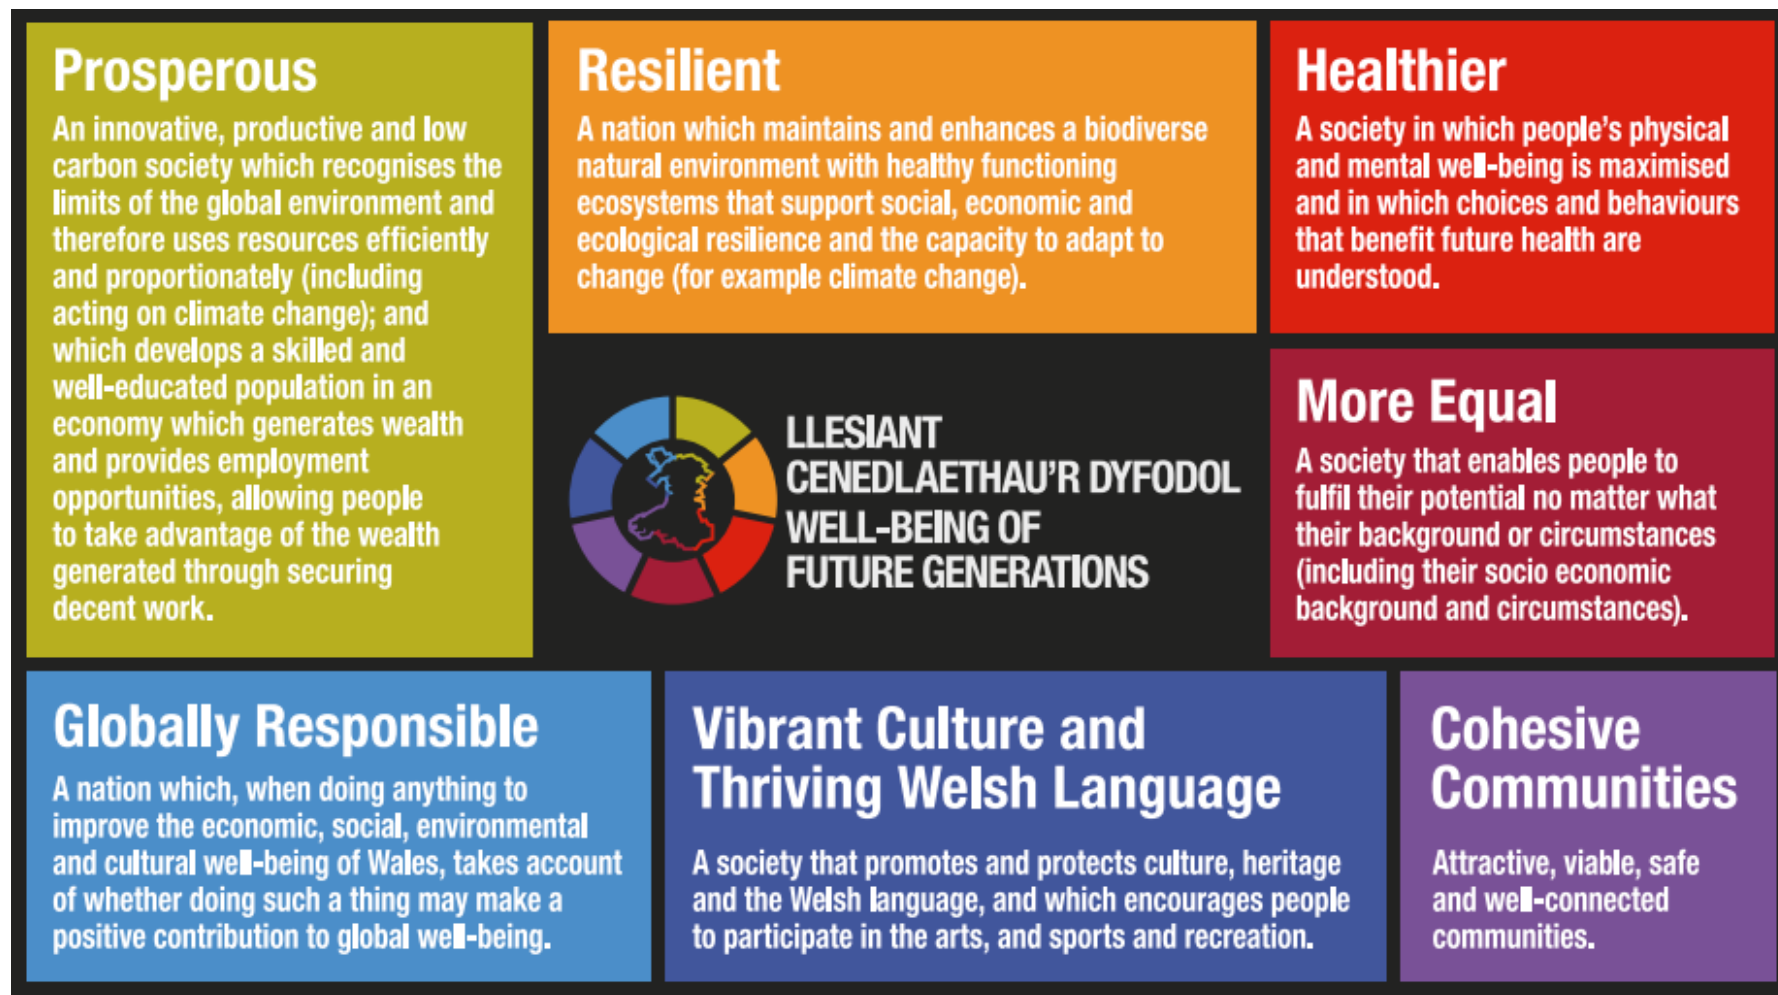 Prosperous
An innovative, productive and low
carbon society which recognises the
limits of the global environment and
therefore uses resources efficiently
and proportionately (including
acting on climate change); and
which develops a skilled and
well-educated population in an
economy which generates wealth
and provides employment
opportunities, allowing people
to take advantage of the wealth
generated through securing
decent work.
Resilient
A nation which maintains and enhances a biodiverse
natural environment with healthy functioning
ecosystems that support social, economic and
ecological resilience and the capacity to adapt to
change (for example climate change).
Healthier
A society in which people's physical
and mental well-being is maximised
and in which choices and behaviours
that benefit future health are
understood.
LLESIANT
CENEDLAETHAU'R DYFODOL
WELL-BEING OF
FUTURE GENERATIONS
More Equal
A society that enables people to
fulfil their potential no matter what
their background or circumstances
(including their socio economic
background and circumstances).
Globally Responsible
A nation which, when doing anything to
improve the economic, social, environmental
and cultural well-being of Wales, takes account
of whether doing such a thing may make a
positive contribution to global well-being.
Vibrant Culture and
Thriving Welsh Language
A society that promotes and protects culture, heritage
and the Welsh language, and which encourages people
to participate in the arts, and sports and recreation.
Cohesive
Communities
Attractive, viable, safe
and well-connected
communities.